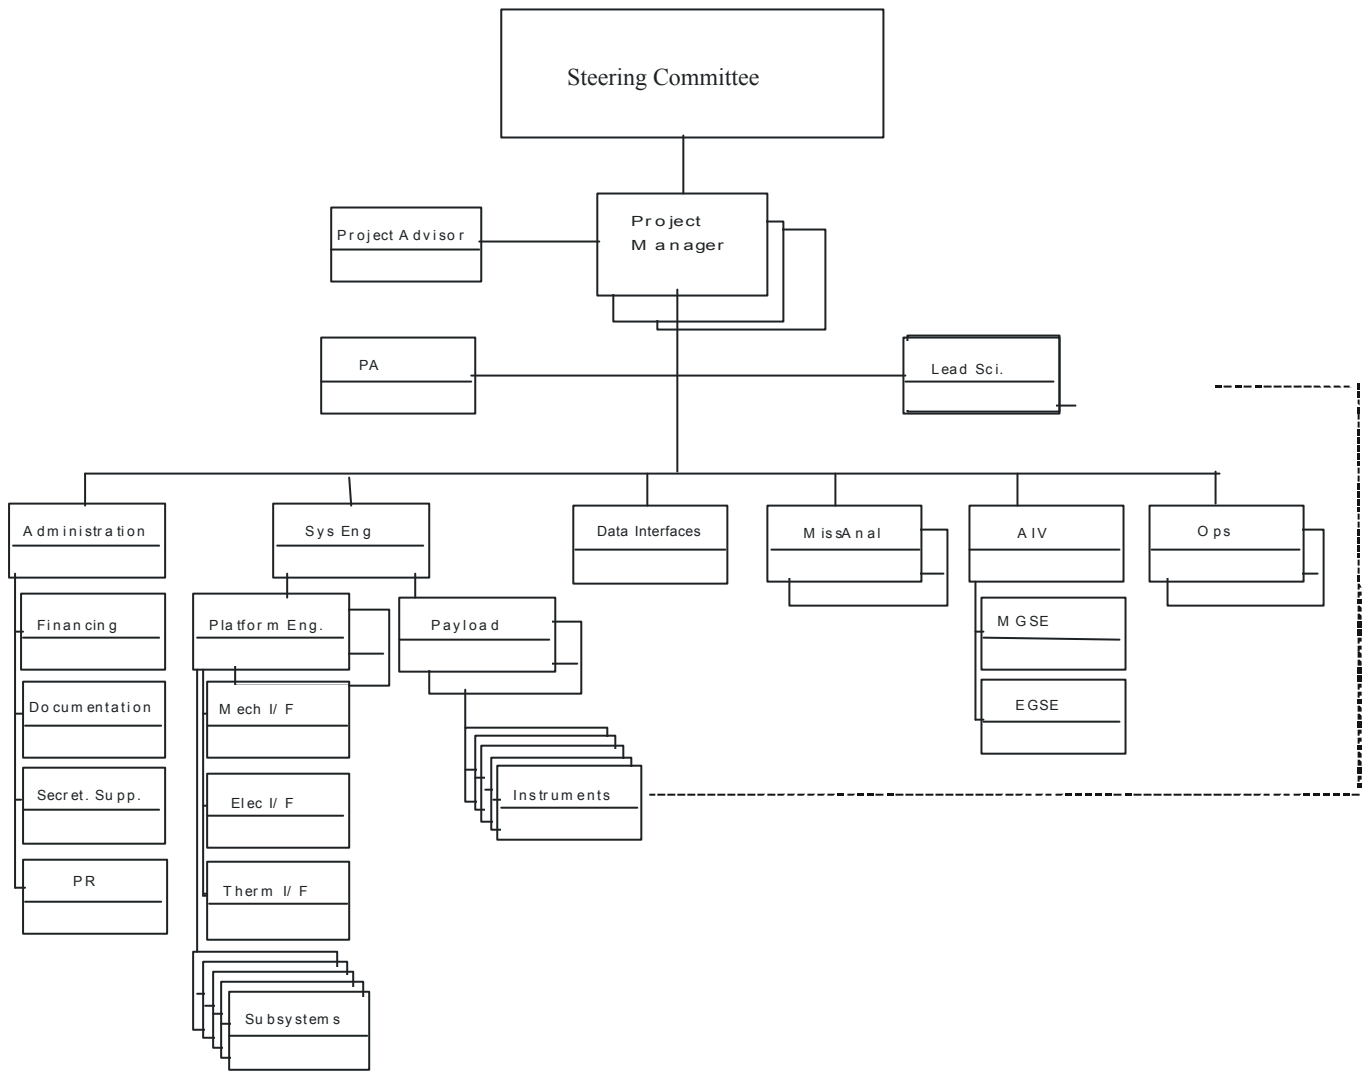 Steering Committee
Project
Manager
Project Advisor
PA
Lead Sci.
Administration
Sys Eng
Data Interfaces
MissAnal
AIV
Ops
Financing
Platform Eng.
Payload
MGSE
Documentation
Mech I/F
EGSE
Secret. Supp.
Elec I/F
Instruments
PR
Therm I/F
Subsystems